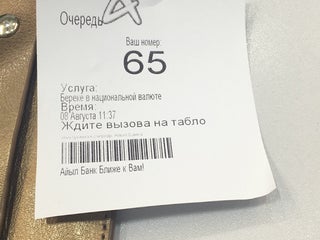 Очередь
Ваш номер:
65
Услуга:
Береке в национальной валюте
Время:
08 Августа 11:37
Ждите вызова на табло
Айыл Банк Ближе к Вам!